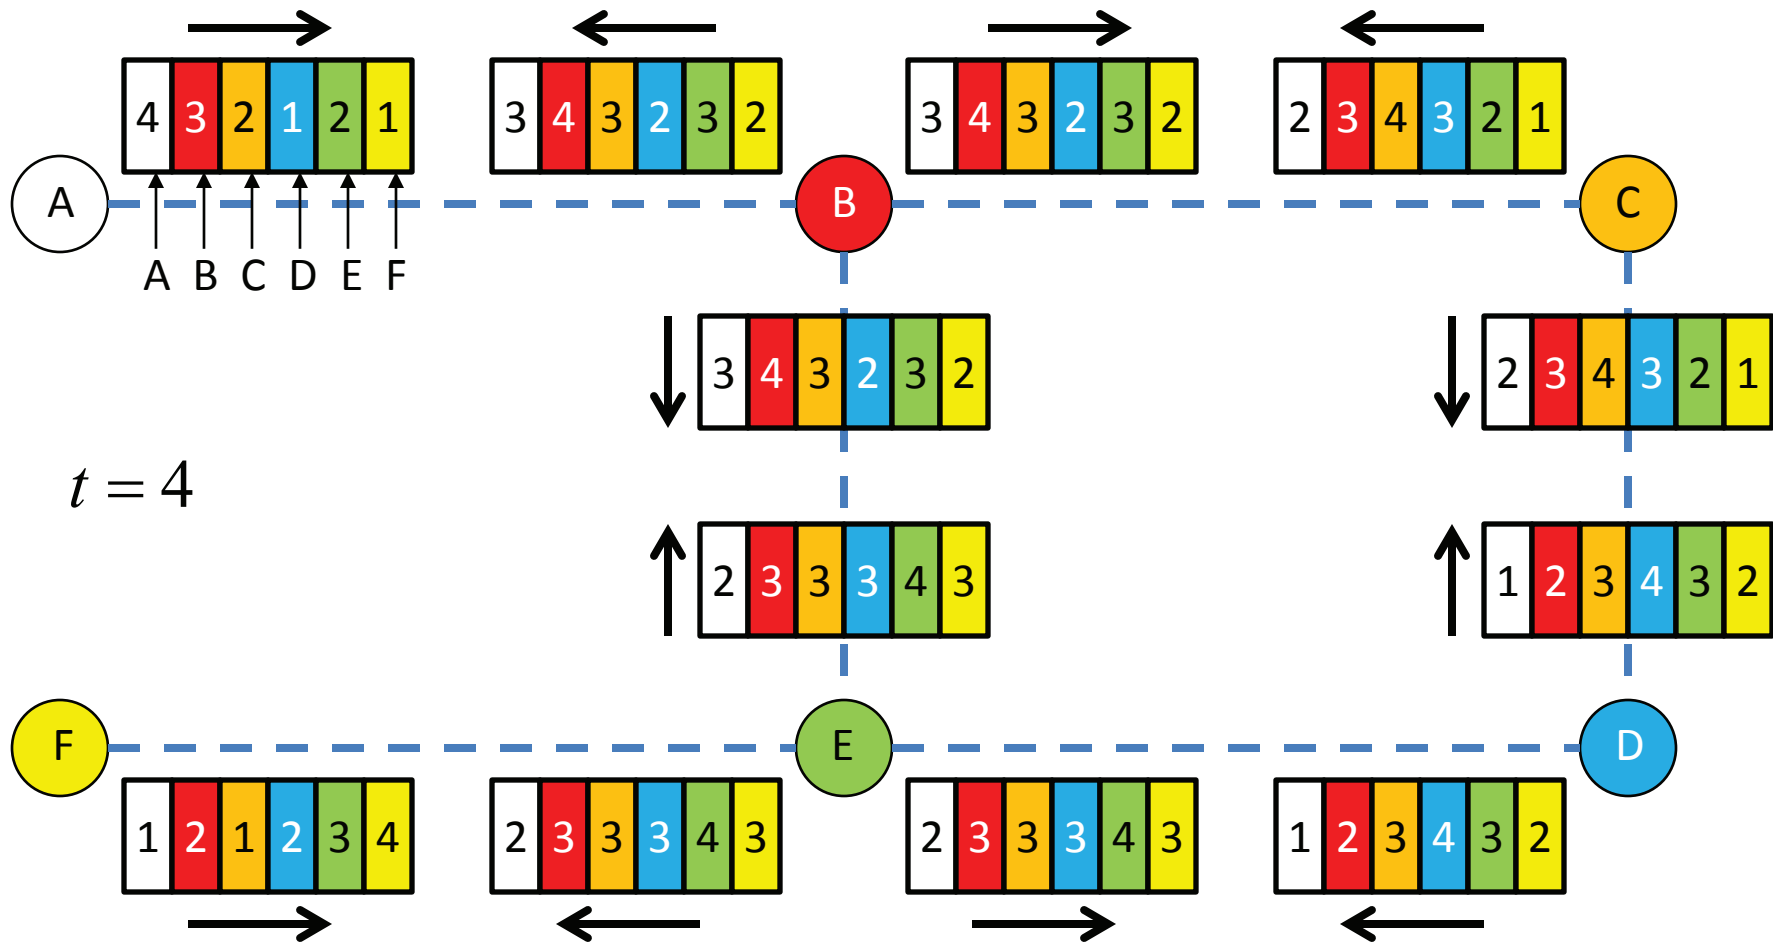 4 3 2 1 2 1 3 4 3 2 3 2 3 4 3 2 3 2 2 3 4 3 2 1
A B C
A B C D E F
3 4 3 2 3 2 2 3 4 3 2 1
t = 4
2 3 3 3 4 3 1 2 3 4 3 2
F E D
1 2 1 2 3 4 2 3 3 3 4 3 2 3 3 3 4 3 1 2 3 4 3 2